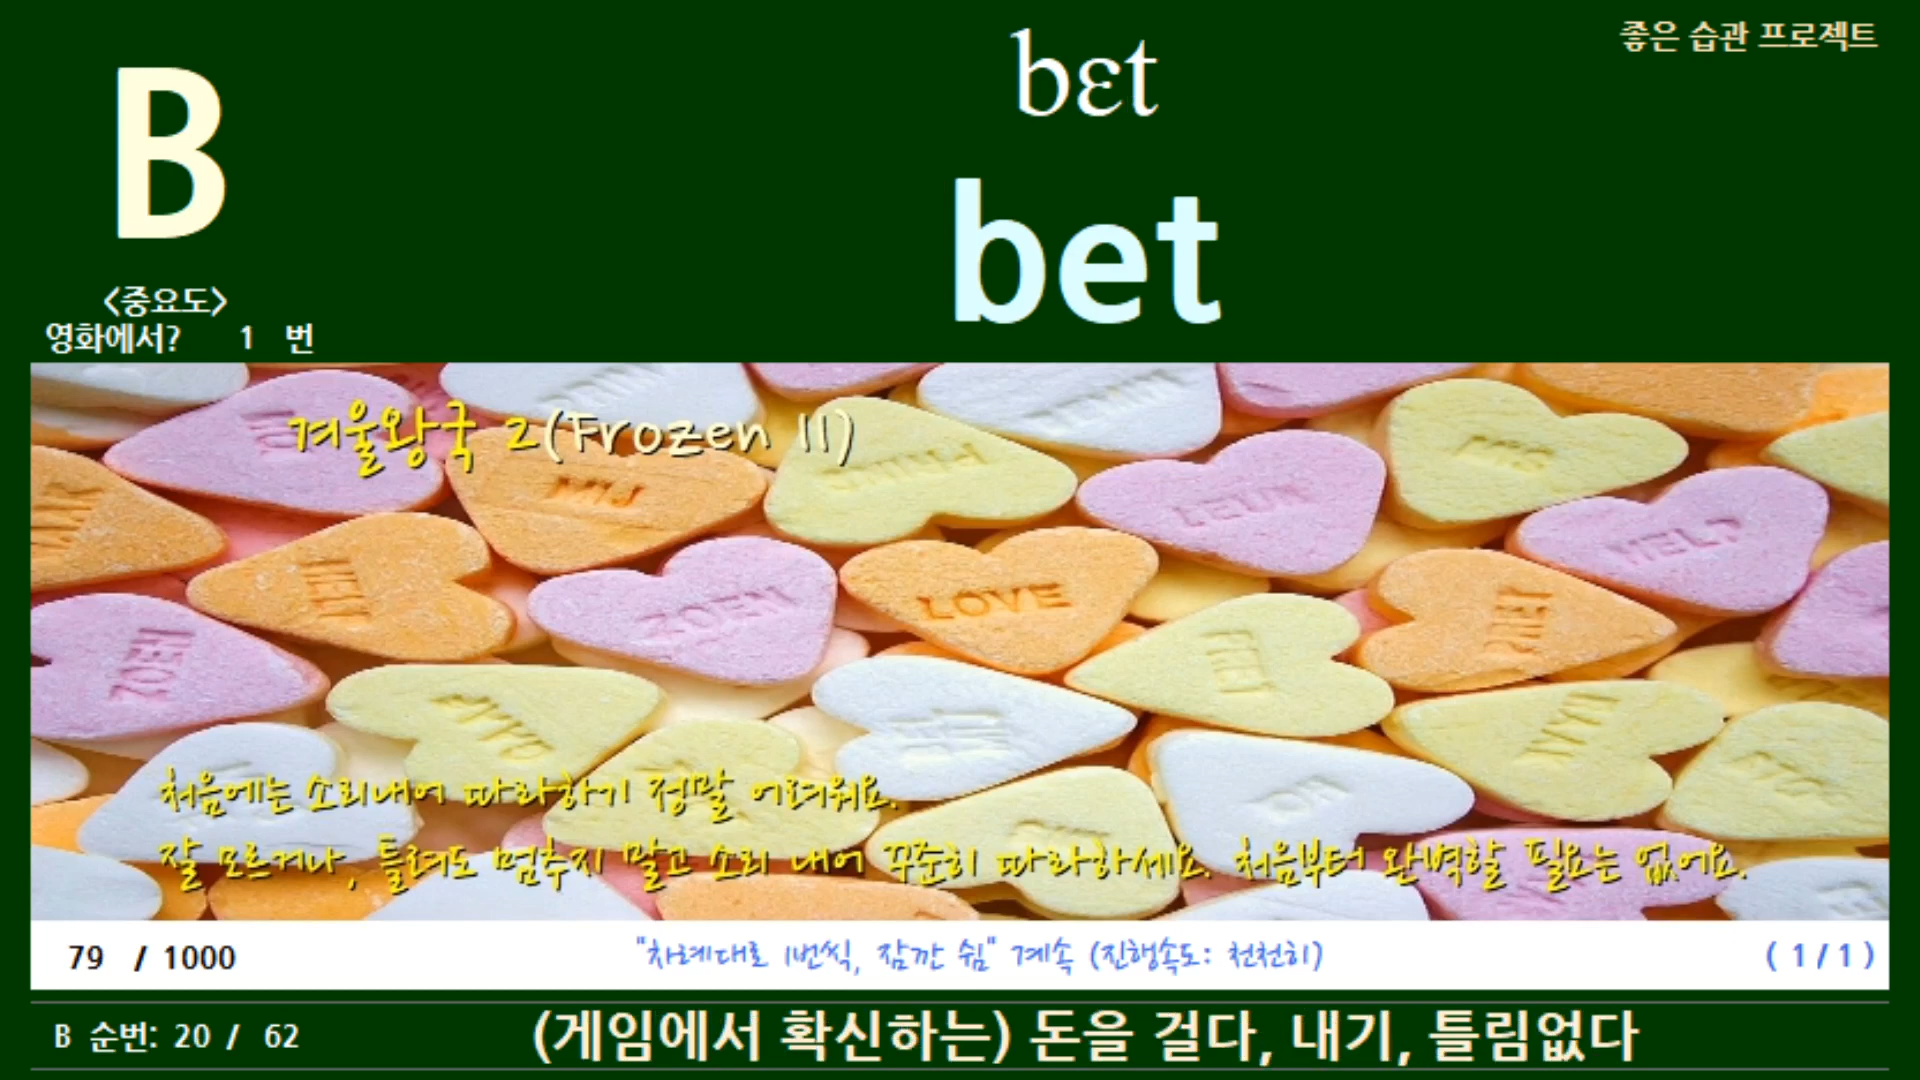 좋은 습관 프로젝트
B
bɛt
bet
<중요도>
영화에서? 1 번
겨울왕국 2(Frozen II)
MIJ
LEUK
HELP
HELP
ZOEN
LOVE
ZOEN
처음에는 소리내어 따라하기 정말 어려워요.
잘 모르거나, 틀려도 멈추지 말고 소리 내어 꾸준히 따라하세요. 처음부터 완벽할 필요는 없어요.
79 / 1000
"차례대로 1번씩, 잠깐 쉼" 계속 (진행속도: 천천히)
( 1 / 1 )
B 순번: 20 / 62
(게임에서 확신하는) 돈을 걸다, 내기, 틀림없다